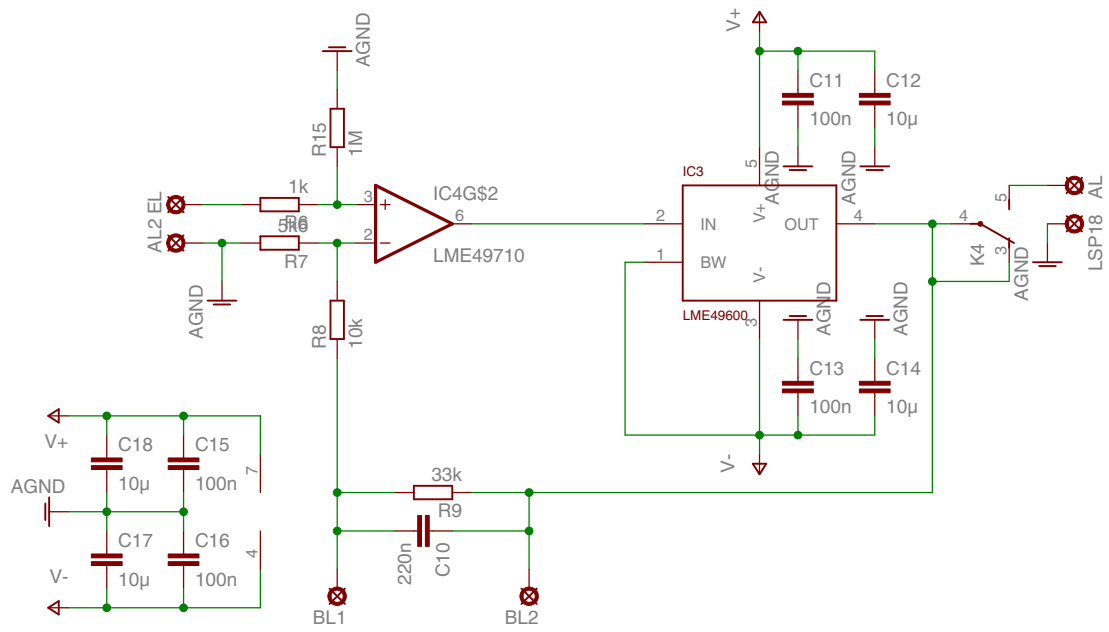 V+
AGND
C11
C12
100n
10µ
R15
1M
5
AGND
AGND
IC3
1k
3
IC4G$2
V+
5
AL
EL
R6
6
2
IN
OUT
4
4
5k6
2
AL2
R7
LME49710
1
BW
V-
K4
3
AGND
LSP18
AGND
R8
10k
LME49600
3
AGND
AGND
C13
C14
100n
10µ
V+
C18
C15
10µ
100n
7
V-
AGND
33k
R9
C17
C16
10µ
100n
4
V-
220n
C10
BL1
BL2